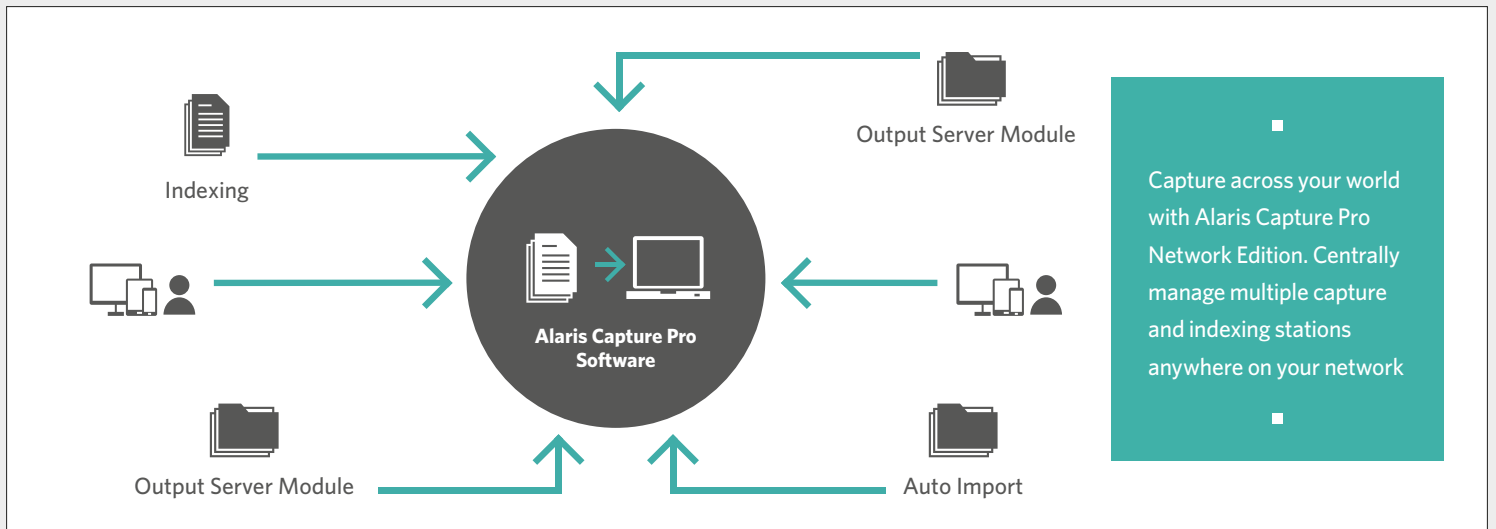 Output Server Module
Indexing
Alaris Capture Pro
Software
Output Server Module
Auto Import
Capture across your world
with Alaris Capture Pro
Network Edition. Centrally
manage multiple capture
and indexing stations
anywhere on your network